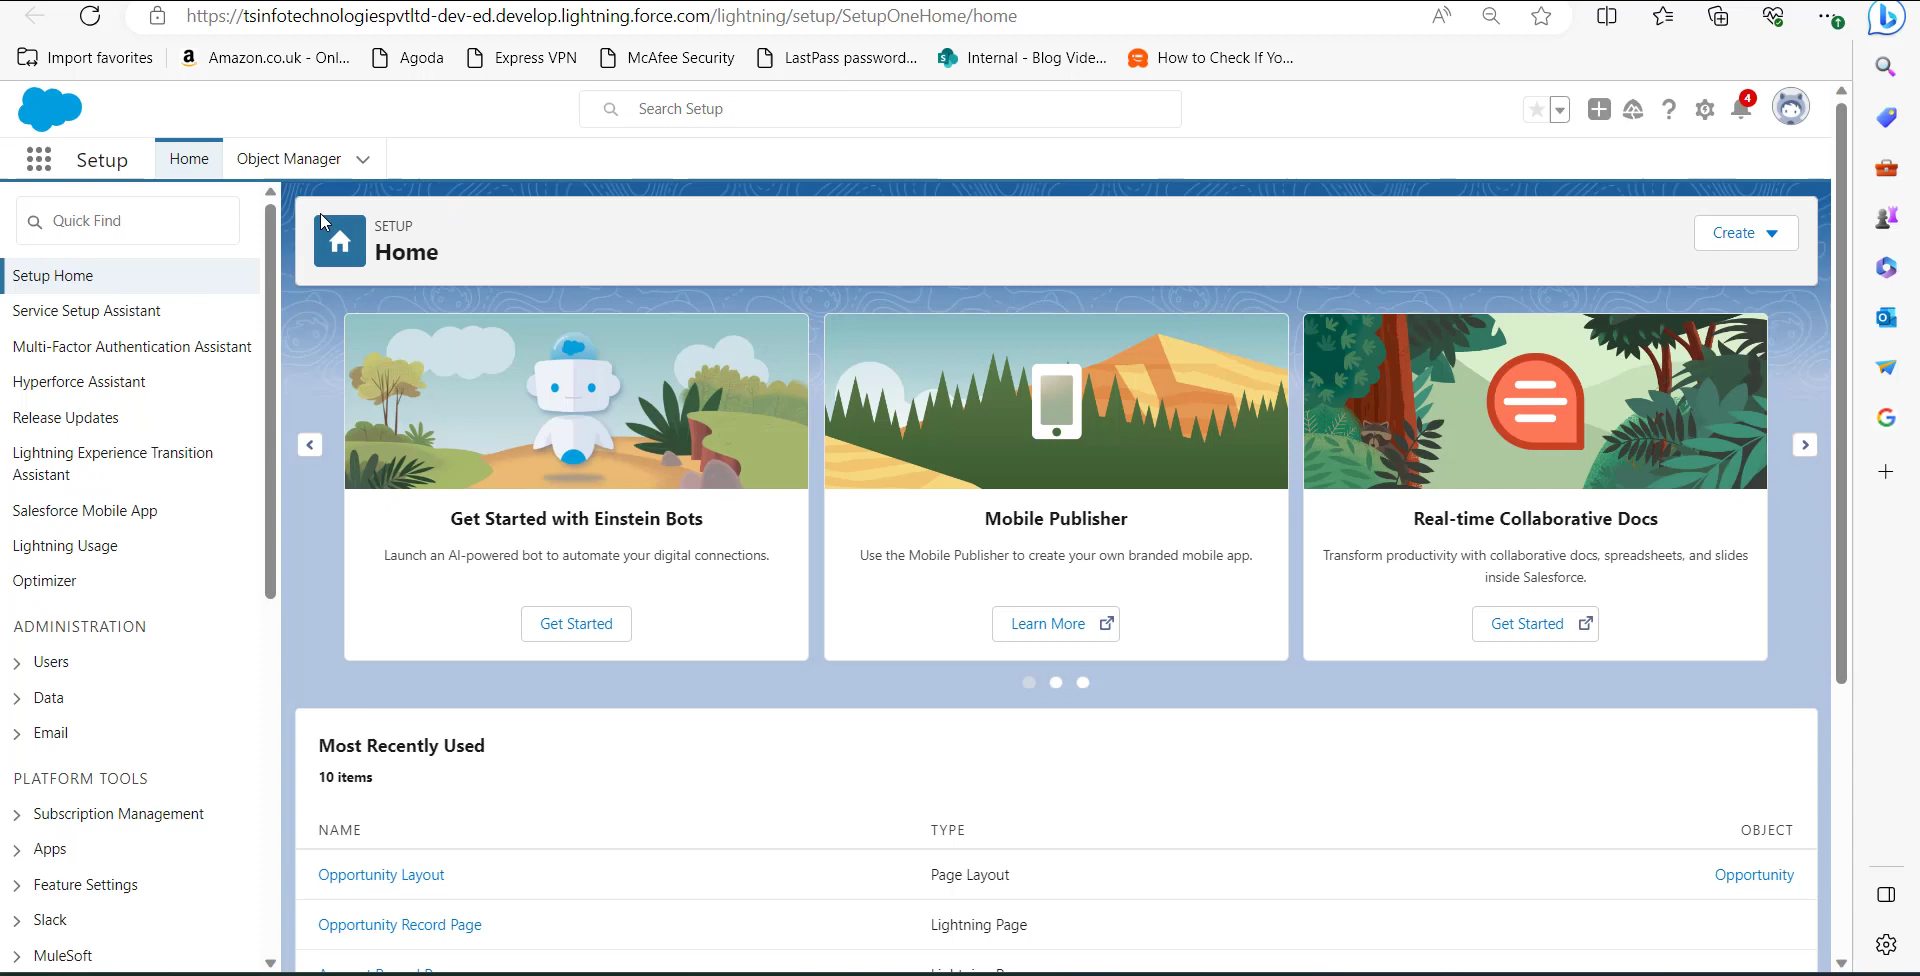 https://tsinfotechnologiespvtltd-dev-ed.develop.lightning.force.com/lightning/setup/SetupOneHome/home
Import favorites
Amazon.co.uk - Onl...
Agoda
Express VPN
McAfee Security
LastPass password...
Internal - Blog Vide...
How to Check If Yo...
Search Setup
4
Setup
Home
Object Manager
Quick Find
Setup Home
Service Setup Assistant
Multi-Factor Authentication Assistant
Hyperforce Assistant
Release Updates
Lightning Experience Transition
Assistant
Salesforce Mobile App
Lightning Usage
Optimizer
ADMINISTRATION
Users
Data
Email
PLATFORM TOOLS
Subscription Management
Apps
Feature Settings
Slack
MuleSoft
SETUP
Home
Create
Get Started with Einstein Bots
Launch an AI-powered bot to automate your digital connections.
Get Started
Mobile Publisher
Use the Mobile Publisher to create your own branded mobile app.
Learn More
Real-time Collaborative Docs
Transform productivity with collaborative docs, spreadsheets, and slides
inside Salesforce.
Get Started
Most Recently Used
10 items
NAME
TYPE
OBJECT
Opportunity Layout
Page Layout
Opportunity
Opportunity Record Page
Lightning Page